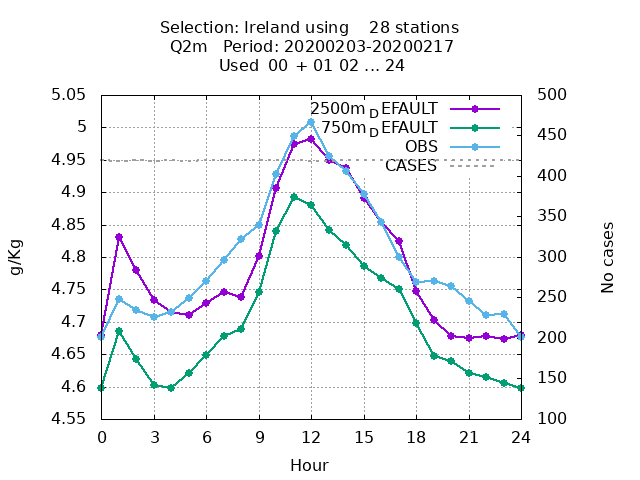 Selection: Ireland using    28 stations
Q2m   Period: 20200203-20200217
Used  00  + 01 02 ... 24
5.05
5
4.95
4.9
4.85
4.8
4.75
4.7
4.65
4.6
4.55
500
450
400
350
300
250
200
150
100
2500m_DEFAULT
750m_DEFAULT
OBS
CASES
g/Kg
No cases
0 3 6 9 12 15 18 21 24
Hour